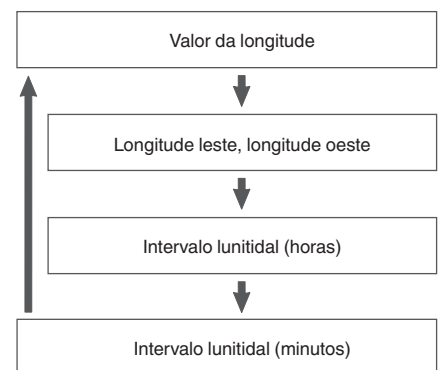 Valor da longitude
Longitude leste, longitude oeste
Intervalo lunitidal (horas)
Intervalo lunitidal (minutos)